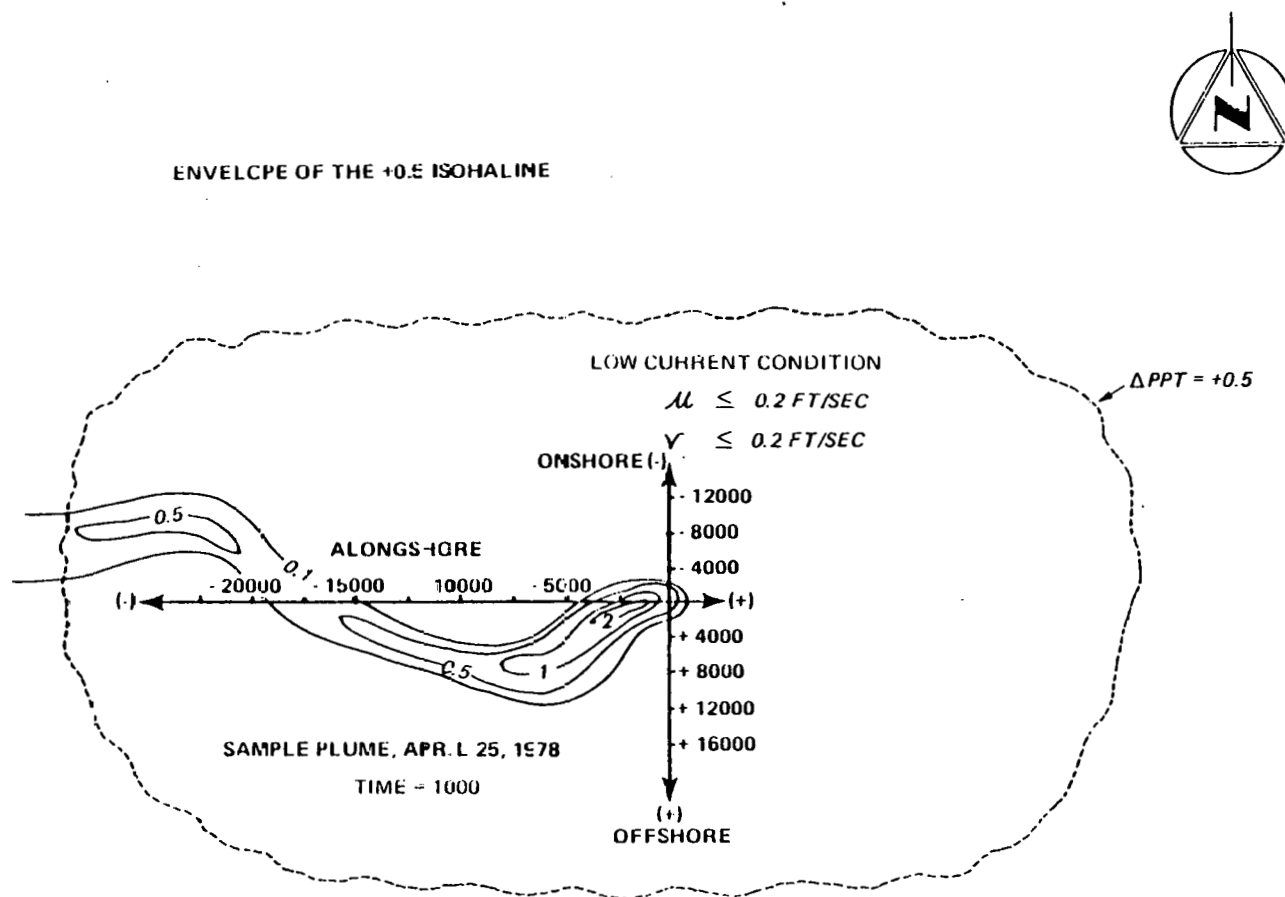 N
ENVELCPE OF THE +0.5 ISOHALINE
LOW CURRENT CONDITION
μ ≤ 0.2 FT/SEC
v ≤ 0.2 FT/SEC
ΔPPT = +0.5
ONSHORE (-)
- 12000
- 8000
- 4000
0.5
0.1
ALONGSHORE
- 20000 - 15000 10000 - 5000
(-) (+)
2
1
0.5
+ 4000
+ 8000
+ 12000
+ 16000
SAMPLE PLUME, APR.L 25, 1978
TIME - 1000
(+)
OFFSHORE